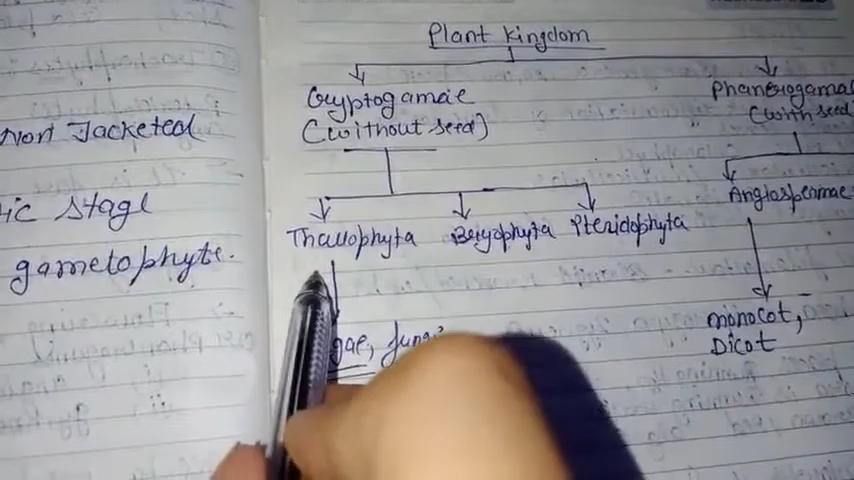 Non Jacketed
ic stage
gametophyte.
Plant Kingdom
Cryptogamae
(without seed)
Phanerogamae
(with seed
Thallophyta
Bryophyta
Pteridophyta
Angiospermae
gae, fungi
monocot,
Dicot